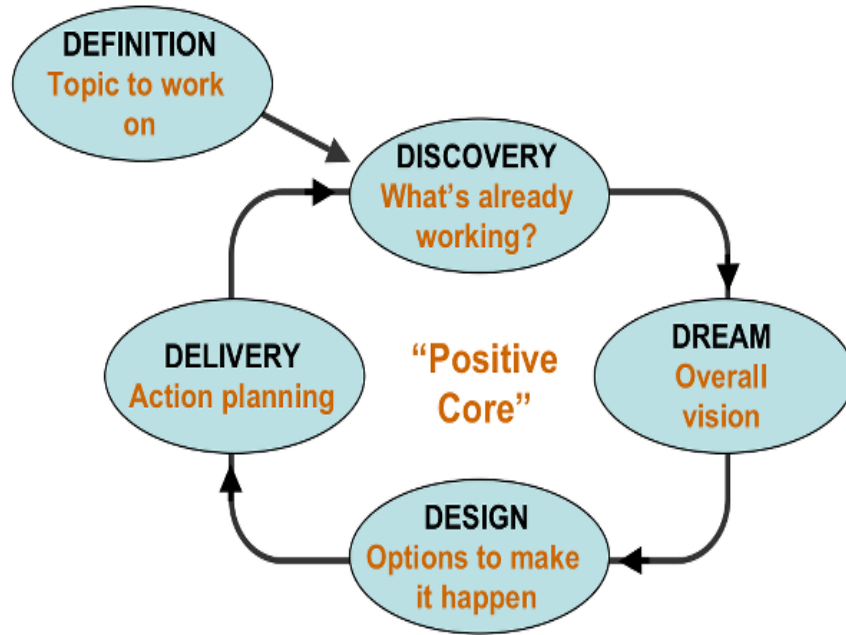 DEFINITION
Topic to work
on
DISCOVERY
What's already
working?
DREAM
Overall
vision
DESIGN
Options to make
it happen
DELIVERY
Action planning
“Positive
Core”